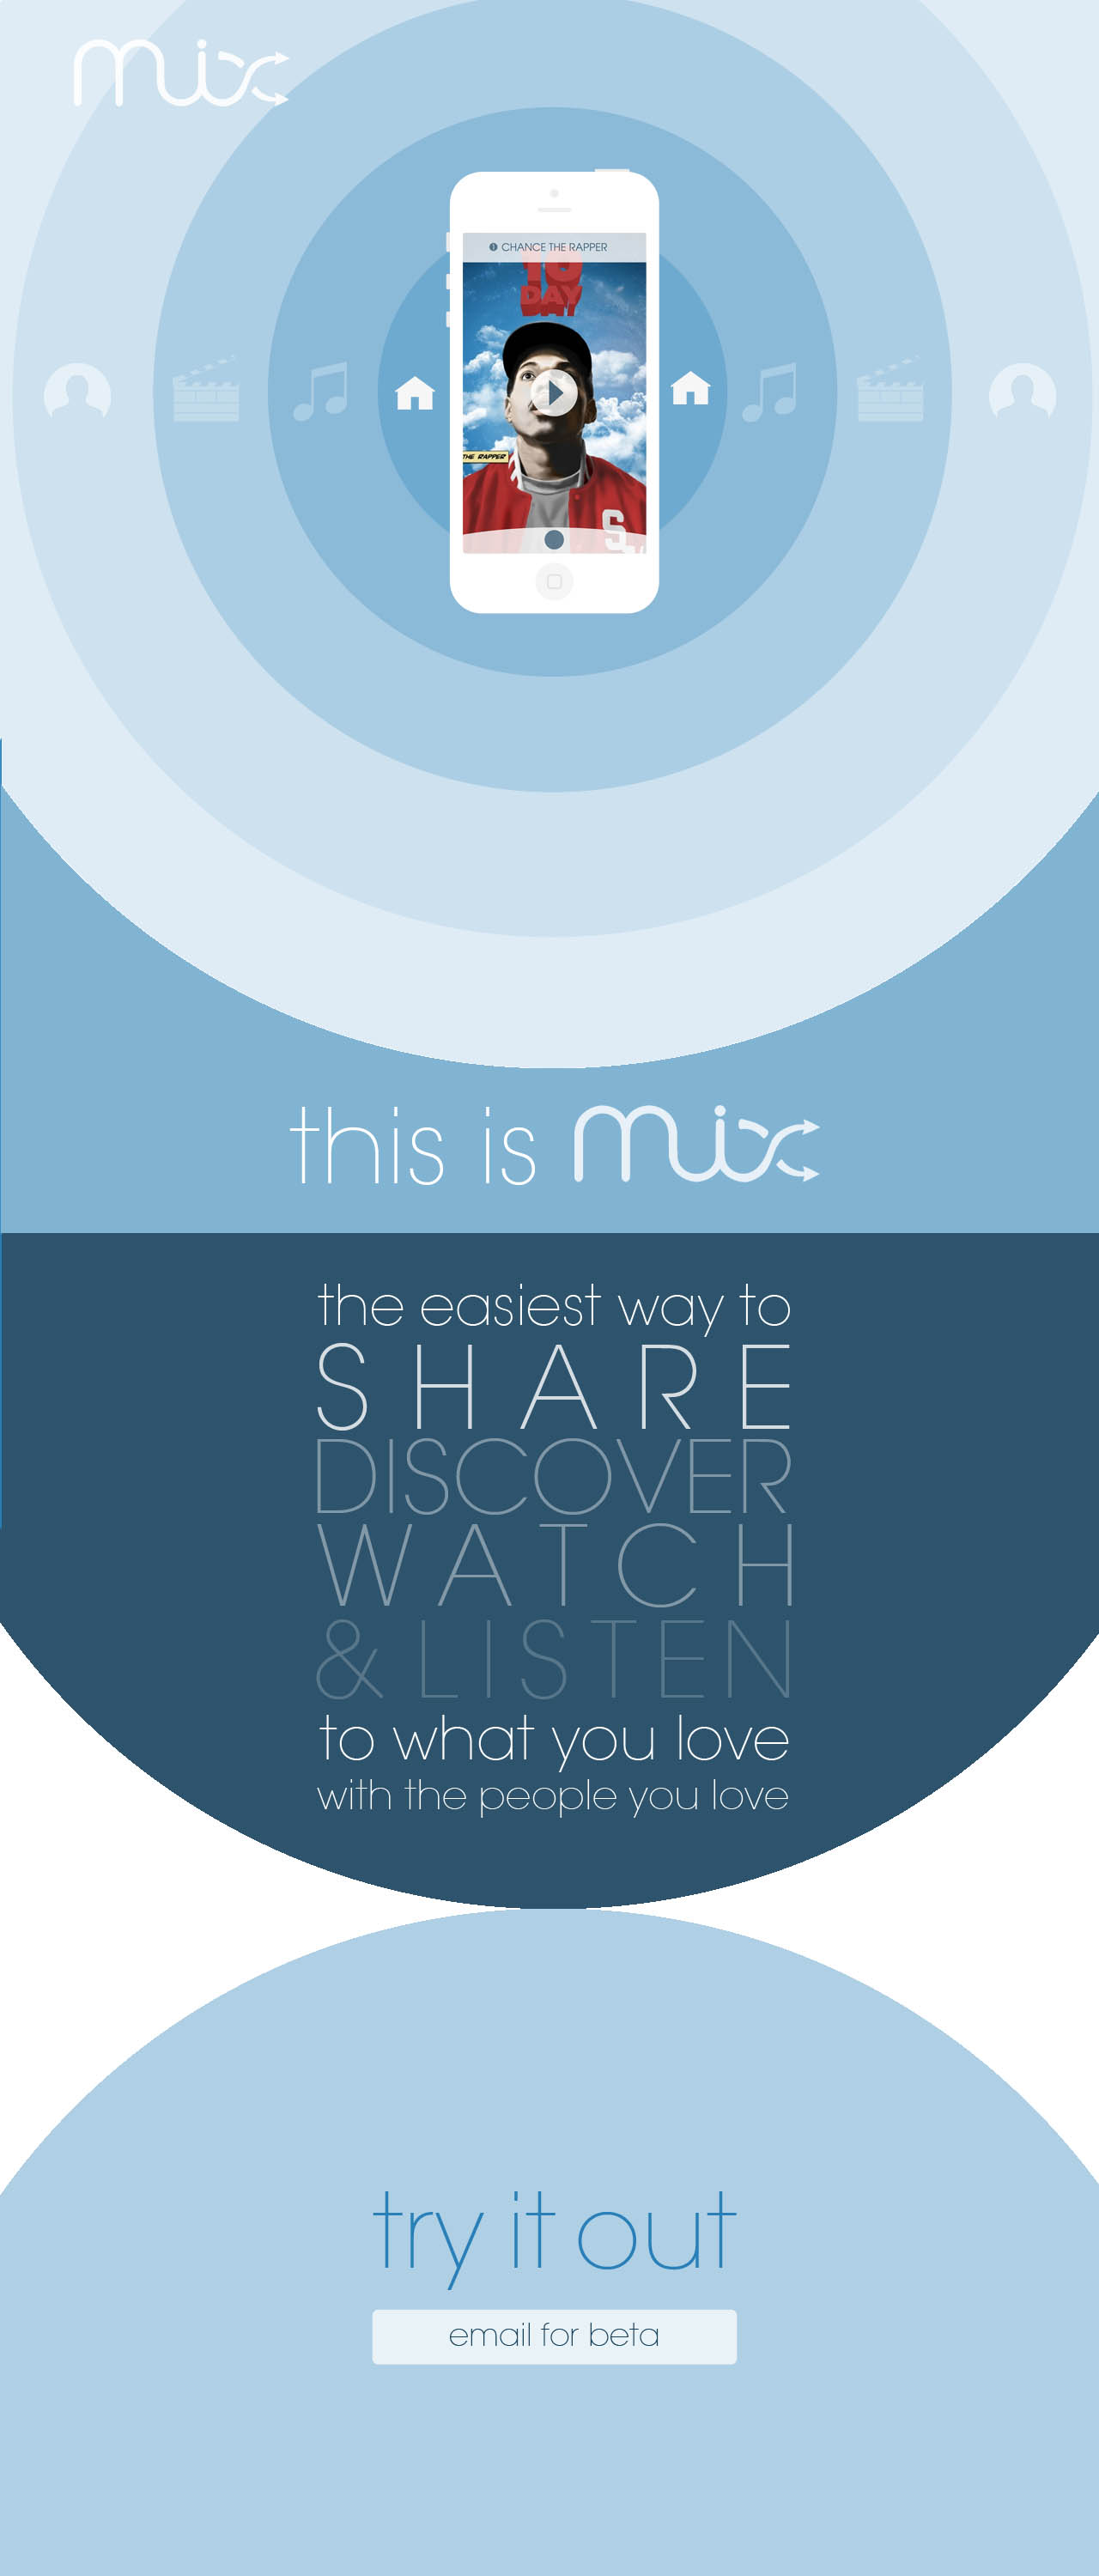 mix
CHANCE THE RAPPER
10
DAY
THE RAPPER
S
this is mix
the easiest way to
SHARE
DISCOVER
WATCH
& LISTEN
to what you love
with the people you love
try it out
email for beta